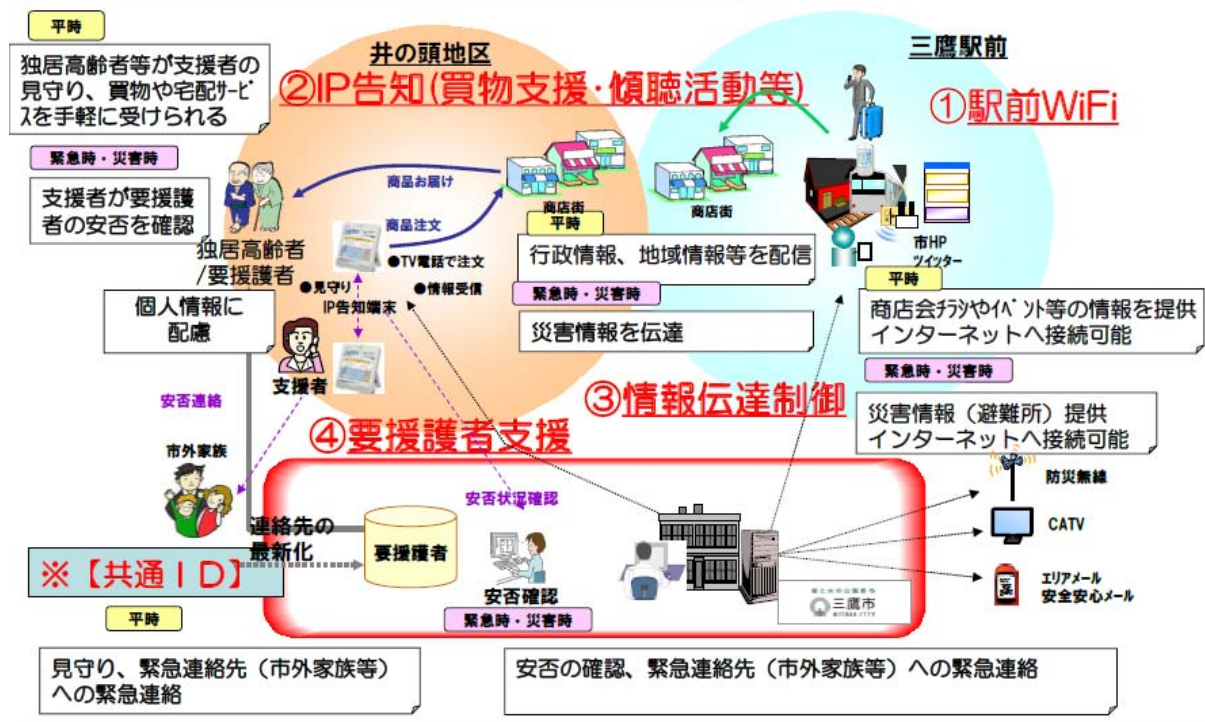 平時
独居高齢者等が支援者の
見守り、買物や宅配サービ
スを手軽に受けられる
緊急時・災害時
支援者が要援護
者の安否を確認
井の頭地区
②IP告知(買物支援・傾聴活動等)
三鷹駅前
①駅前WiFi
商品お届け
商品注文
商店街
商店街
独居高齢者
/要援護者
●TV電話で注文
●見守り
●情報受信
IP告知端末
平時
行政情報、地域情報等を配信
緊急時・災害時
災害情報を伝達
市HP
ツイッター
平時
商店会チラシやイベント等の情報を提供
インターネットへ接続可能
緊急時・災害時
災害情報（避難所）提供
インターネットへ接続可能
個人情報に
配慮
支援者
安否連絡
市外家族
③情報伝達制御
④要援護者支援
安否状況確認
連絡先の
最新化
要援護者
安否確認
緊急時・災害時
三鷹市
MITAKA CITY
防災無線
CATV
エリアメール
安全安心メール
※【共通ＩＤ】
平時
見守り、緊急連絡先（市外家族等）
への緊急連絡
安否の確認、緊急連絡先（市外家族等）への緊急連絡